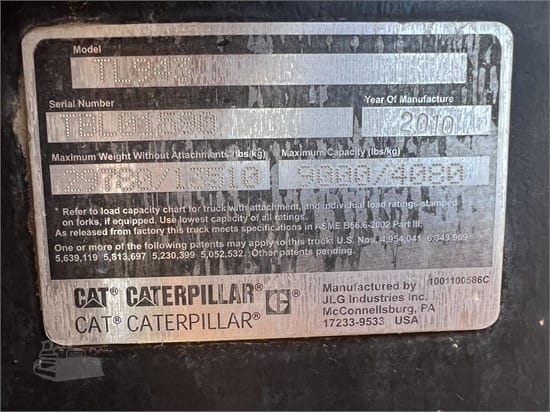 Model
TL943
Serial Number
Year Of Manufacture
2010
Maximum Weight Without Attachments (lbs/kg)
Maximum Capacity (lbs/kg)
9000/4080
* Refer to load capacity chart for truck with attachment, and individual load ratings stamped
on forks, if equipped. Use lowest capacity of all ratings.
As released from factory this truck meets specifications in ASME B56.6-2002 Part III.
One or more of the following patents may apply to this truck: U.S. Nos. 4,954,041 6,349,969
5,639,119 5,813,697 5,230,399 5,052,532. Other patents pending.
CAT® CATERPILLAR®
CAT® CATERPILLAR®
Manufactured by
1001100586C
JLG Industries Inc.
McConnellsburg, PA
17233-9533 USA